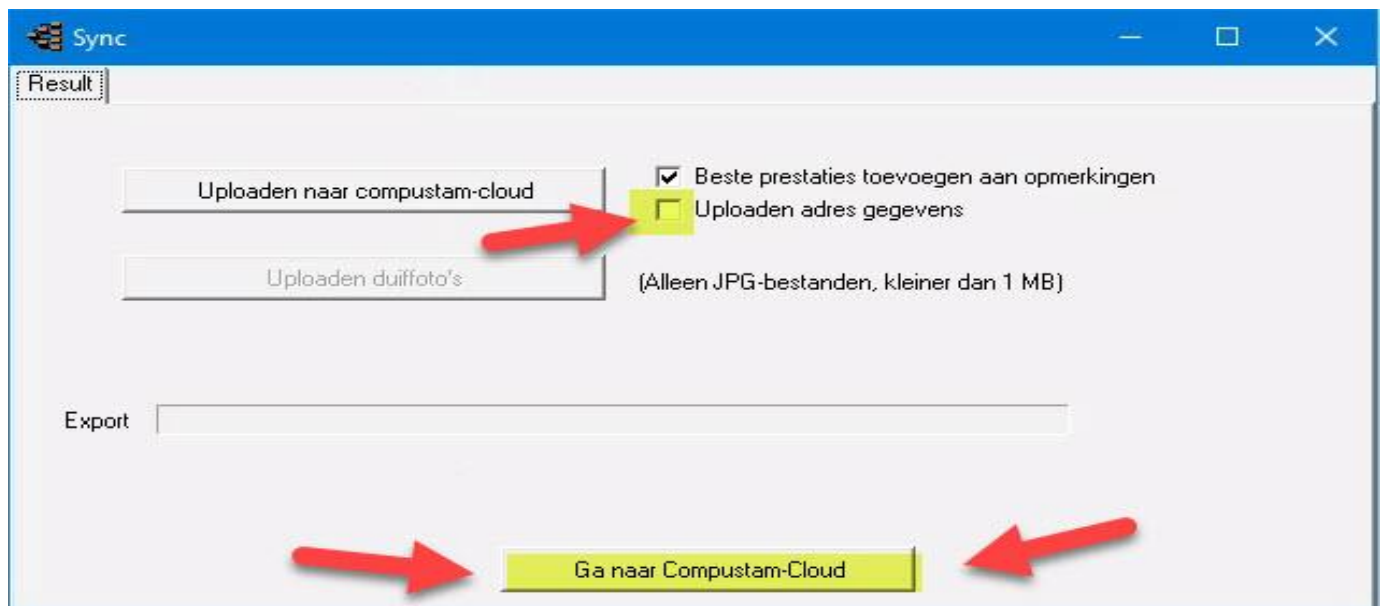 Sync
Result
Uploaden naar compustam-cloud
Beste prestaties toevoegen aan opmerkingen
Uploaden adres gegevens
Uploaden duiffoto's
(Alleen JPG-bestanden, kleiner dan 1 MB)
Export
Ga naar Compustam-Cloud